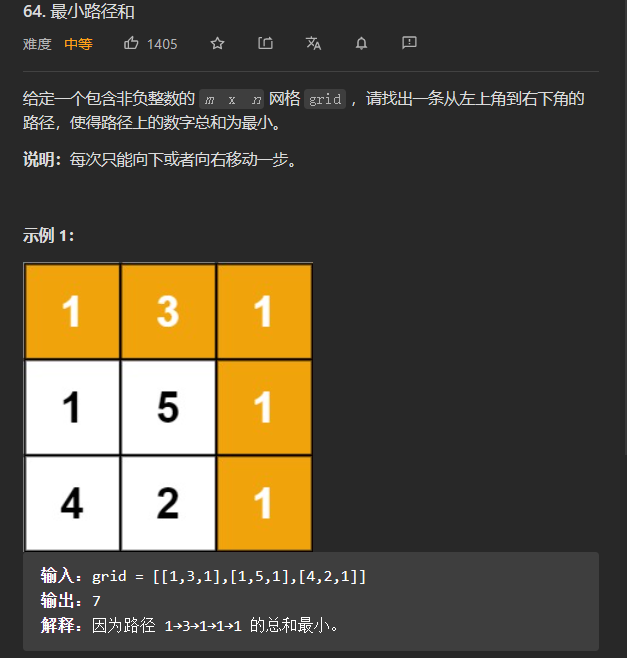 64. 最小路径和
难度 中等 1405
给定一个包含非负整数的 m x n 网格 grid ，请找出一条从左上角到右下角的
路径，使得路径上的数字总和为最小。
说明：每次只能向下或者向右移动一步。
示例 1：
1 3 1
1 5 1
4 2 1
输入：grid = [[1,3,1],[1,5,1],[4,2,1]]
输出：7
解释：因为路径 1→3→1→1→1 的总和最小。